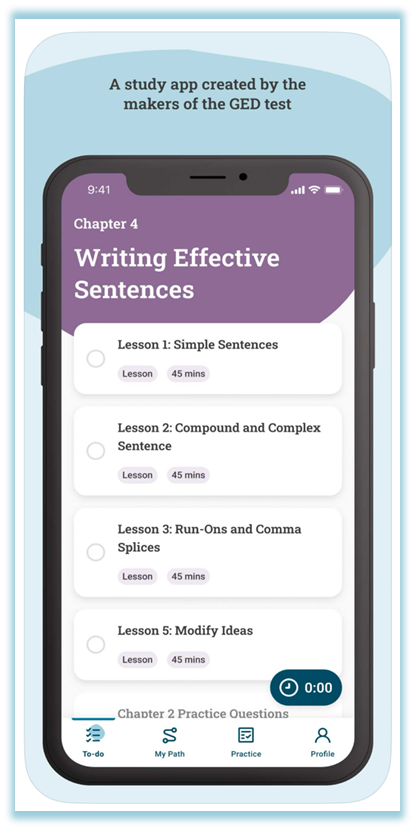 A study app created by the
makers of the GED test
9:41
Chapter 4
Writing Effective
Sentences
Lesson 1: Simple Sentences
Lesson 45 mins
Lesson 2: Compound and Complex
Sentence
Lesson 45 mins
Lesson 3: Run-Ons and Comma
Splices
Lesson 45 mins
Lesson 5: Modify Ideas
Lesson 45 mins
0:00
Chapter 2 Practice Questions
To-do My Path Practice Profile